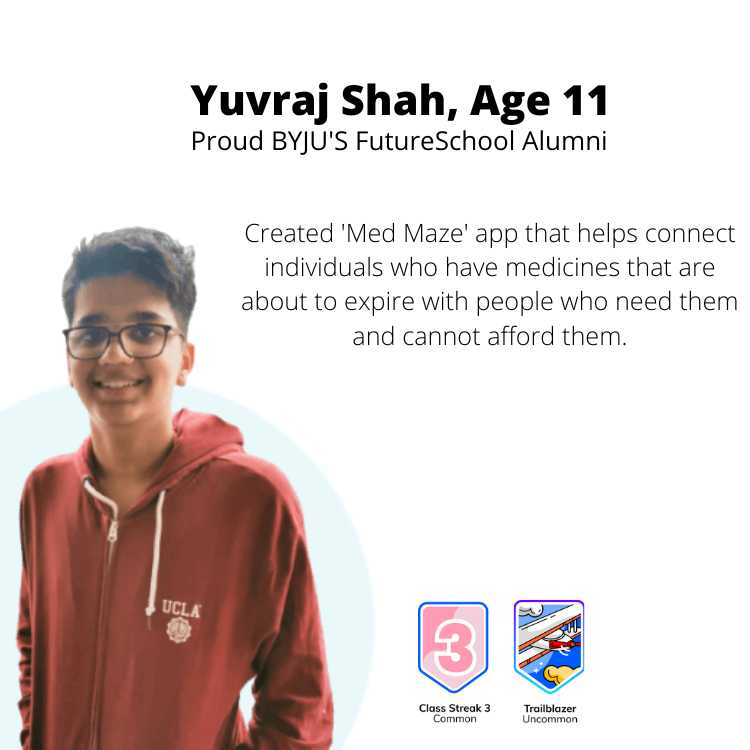 Yuvraj Shah, Age 11
Proud BYJU'S FutureSchool Alumni
Created 'Med Maze' app that helps connect
individuals who have medicines that are
about to expire with people who need them
and cannot afford them.
UCLA
3
Class Streak 3
Common
Trailblazer
Uncommon